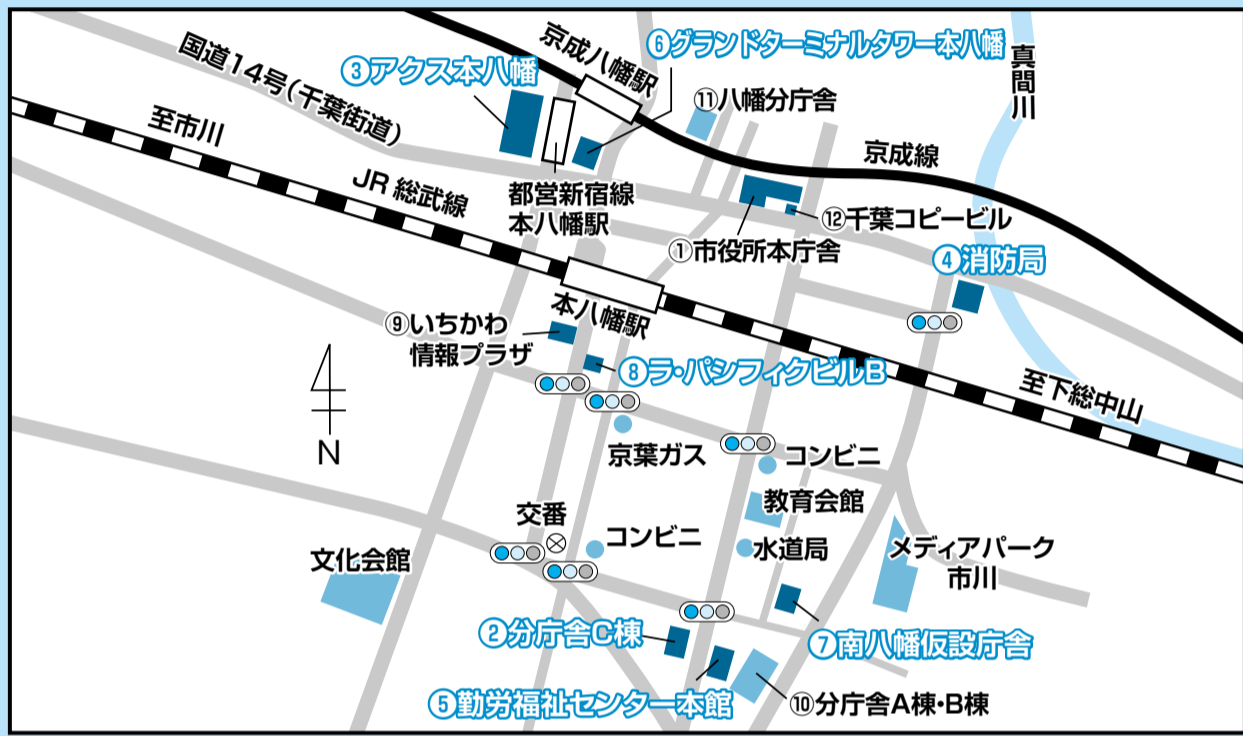 国道14号(千葉街道)
③アクス本八幡
京成八幡駅
⑥グランドターミナルタワー本八幡
⑪八幡分庁舎
真間川
至市川
JR 総武線
都営新宿線
本八幡駅
京成線
⑫千葉コピービル
①市役所本庁舎
④消防局
本八幡駅
⑨いちかわ
情報プラザ
⑧ラ・パシフィクビルB
至下総中山
N
京葉ガス
コンビニ
教育会館
交番
コンビニ
水道局
メディアパーク
市川
文化会館
②分庁舎C棟
⑦南八幡仮設庁舎
⑤勤労福祉センター本館
⑩分庁舎A棟・B棟